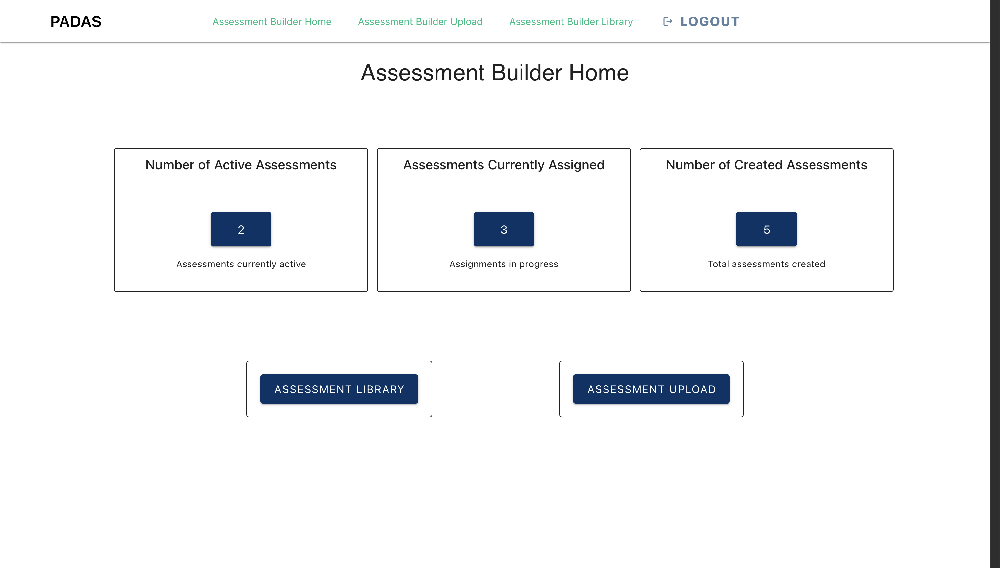 PADAS
Assessment Builder Home
Assessment Builder Upload
Assessment Builder Library
LOGOUT
Assessment Builder Home
Number of Active Assessments
2
Assessments currently active
Assessments Currently Assigned
3
Assignments in progress
Number of Created Assessments
5
Total assessments created
ASSESSMENT LIBRARY
ASSESSMENT UPLOAD